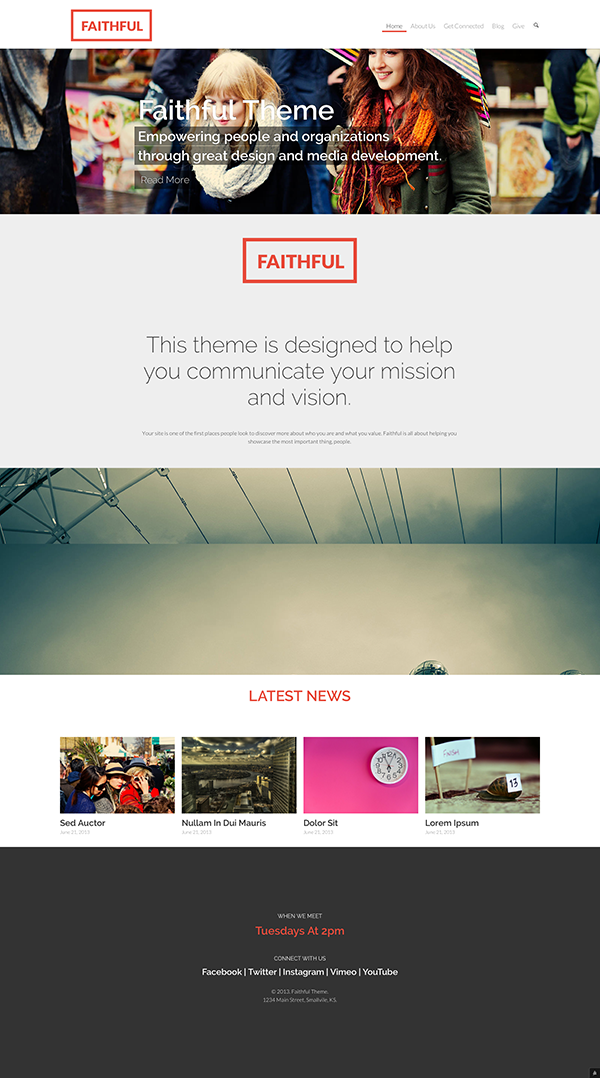 FAITHFUL
Home About Us Get Connected Blog Give
Faithful Theme
Empowering people and organizations
through great design and media development.
Read More
FAITHFUL
This theme is designed to help
you communicate your mission
and vision.
Your site is one of the first places people look to discover more about who you are and what you value. Faithful is all about helping you
showcase the most important thing, people.
LATEST NEWS
FINISH
13
Sed Auctor Nullam In Dui Mauris Dolor Sit Lorem Ipsum
June 21, 2013 June 21, 2013 June 21, 2013 June 21, 2013
WHEN WE MEET
Tuesdays At 2pm
CONNECT WITH US
Facebook | Twitter | Instagram | Vimeo | YouTube
© 2013. Faithful Theme.
1234 Main Street, Smallville, KS.